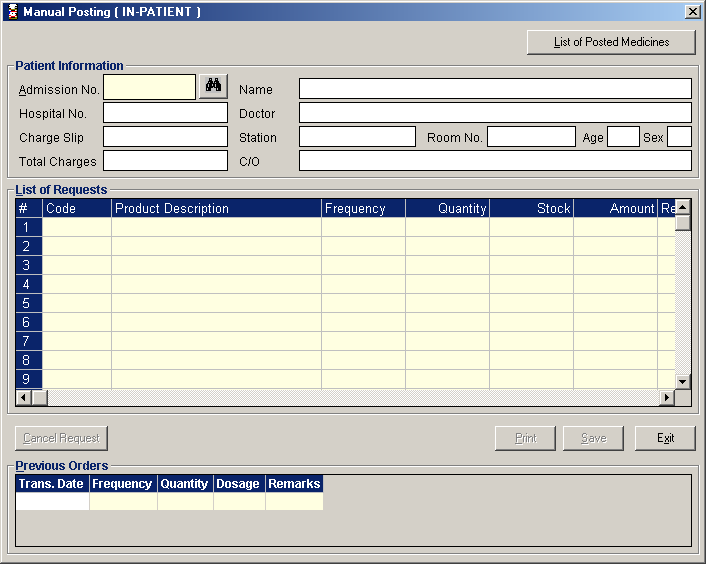 Manual Posting ( IN-PATIENT )
List of Posted Medicines
Patient Information
Admission No. Name
Hospital No. Doctor
Charge Slip Station Room No. Age Sex
Total Charges C/O
List of Requests
# Code Product Description Frequency Quantity Stock Amount Re
1
2
3
4
5
6
7
8
9
Cancel Request Print Save Exit
Previous Orders
Trans. Date Frequency Quantity Dosage Remarks